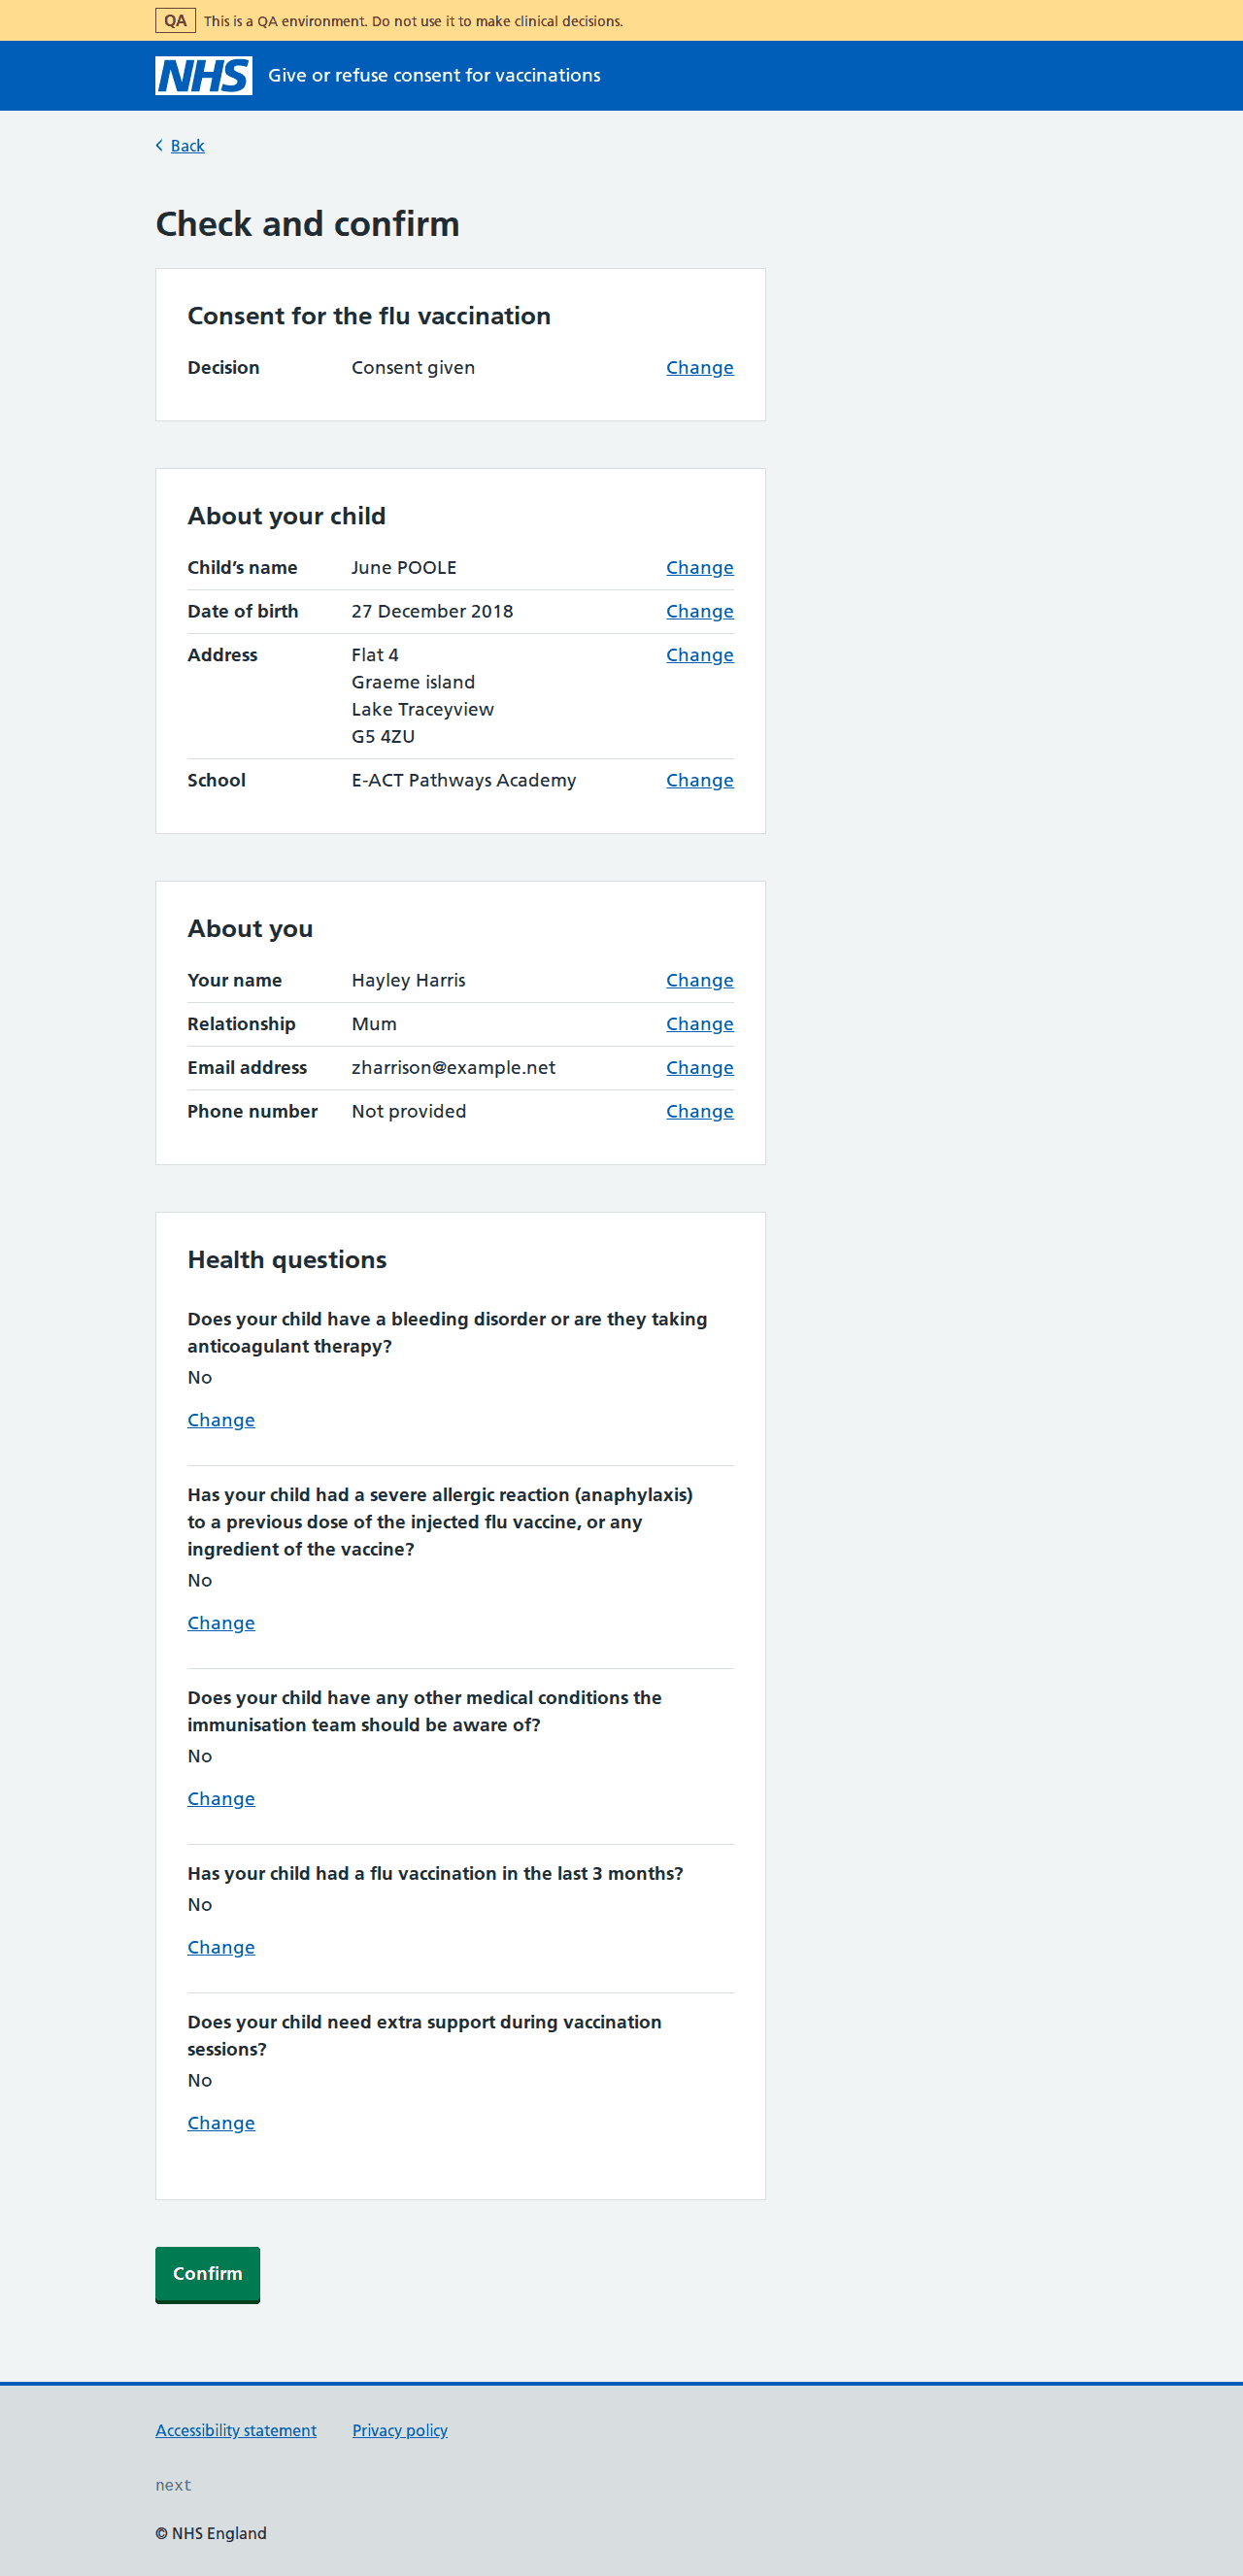 QA This is a QA environment. Do not use it to make clinical decisions.
NHS Give or refuse consent for vaccinations
Back
Check and confirm
Consent for the flu vaccination
Decision Consent given Change
About your child
Child’s name June POOLE Change
Date of birth 27 December 2018 Change
Address Flat 4 Change
Graeme island
Lake Traceyview
G5 4ZU
School E-ACT Pathways Academy Change
About you
Your name Hayley Harris Change
Relationship Mum Change
Email address zharrison@example.net Change
Phone number Not provided Change
Health questions
Does your child have a bleeding disorder or are they taking
anticoagulant therapy?
No
Change
Has your child had a severe allergic reaction (anaphylaxis)
to a previous dose of the injected flu vaccine, or any
ingredient of the vaccine?
No
Change
Does your child have any other medical conditions the
immunisation team should be aware of?
No
Change
Has your child had a flu vaccination in the last 3 months?
No
Change
Does your child need extra support during vaccination
sessions?
No
Change
Confirm
Accessibility statement Privacy policy
next
© NHS England